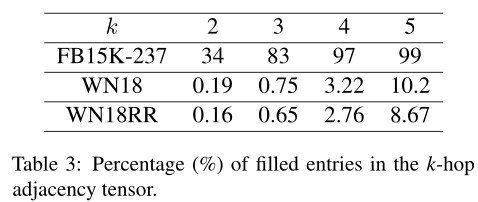 k 2 3 4 5
FB15K-237 34 83 97 99
WN18 0.19 0.75 3.22 10.2
WN18RR 0.16 0.65 2.76 8.67
Table 3: Percentage (%) of filled entries in the k-hop
adjacency tensor.